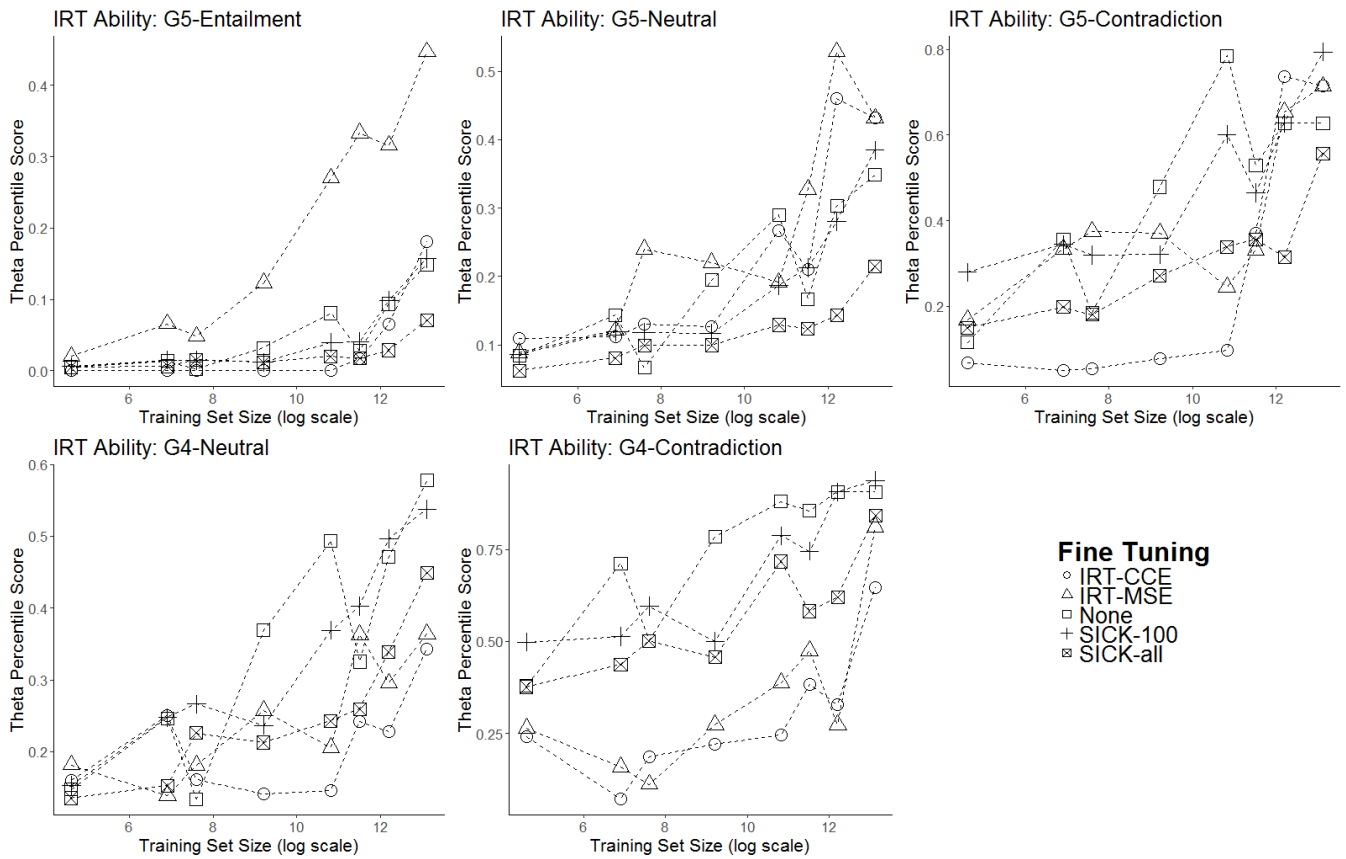 IRT Ability: G5-Entailment
Theta Percentile Score
0.4
0.3
0.2
0.1
0.0
6 8 10 12
Training Set Size (log scale)
IRT Ability: G5-Neutral
Theta Percentile Score
0.5
0.4
0.3
0.2
0.1
6 8 10 12
Training Set Size (log scale)
IRT Ability: G5-Contradiction
Theta Percentile Score
0.8
0.6
0.4
0.2
6 8 10 12
Training Set Size (log scale)
IRT Ability: G4-Neutral
Theta Percentile Score
0.6
0.5
0.4
0.3
0.2
6 8 10 12
Training Set Size (log scale)
IRT Ability: G4-Contradiction
Theta Percentile Score
0.75
0.50
0.25
6 8 10 12
Training Set Size (log scale)
Fine Tuning
IRT-CCE
IRT-MSE
None
SICK-100
SICK-all